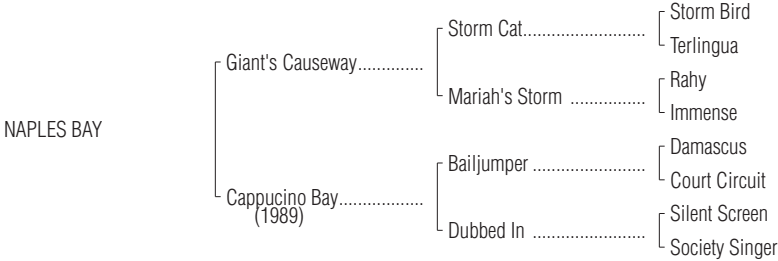 Storm Bird
Storm Cat.........................
Terlingua
Giant's Causeway..............
Rahy
Mariah's Storm ................
Immense
NAPLES BAY
Damascus
Bailjumper .......................
Court Circuit
Cappucino Bay.................
(1989)
Silent Screen
Dubbed In .......................
Society Singer